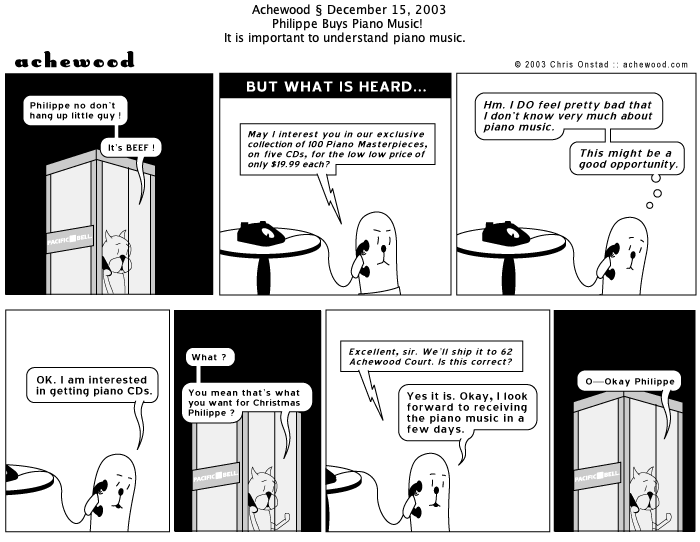 Achewood § December 15, 2003
Philippe Buys Piano Music!
It is important to understand piano music.
achewood
© 2003 Chris Onstad :: achewood.com
Philippe no don't
hang up little guy !
It's BEEF !
PACIFIC BELL
BUT WHAT IS HEARD...
May I interest you in our exclusive
collection of 100 Piano Masterpieces,
on five CDs, for the low low price of
only $19.99 each?
Hm. I DO feel pretty bad that
I don't know very much about
piano music.
This might be a
good opportunity.
OK. I am interested
in getting piano CDs.
What ?
You mean that's what
you want for Christmas
Philippe ?
PACIFIC BELL
Excellent, sir. We'll ship it to 62
Achewood Court. Is this correct?
Yes it is. Okay, I look
forward to receiving
the piano music in a
few days.
O—Okay Philippe
PACIFIC BELL